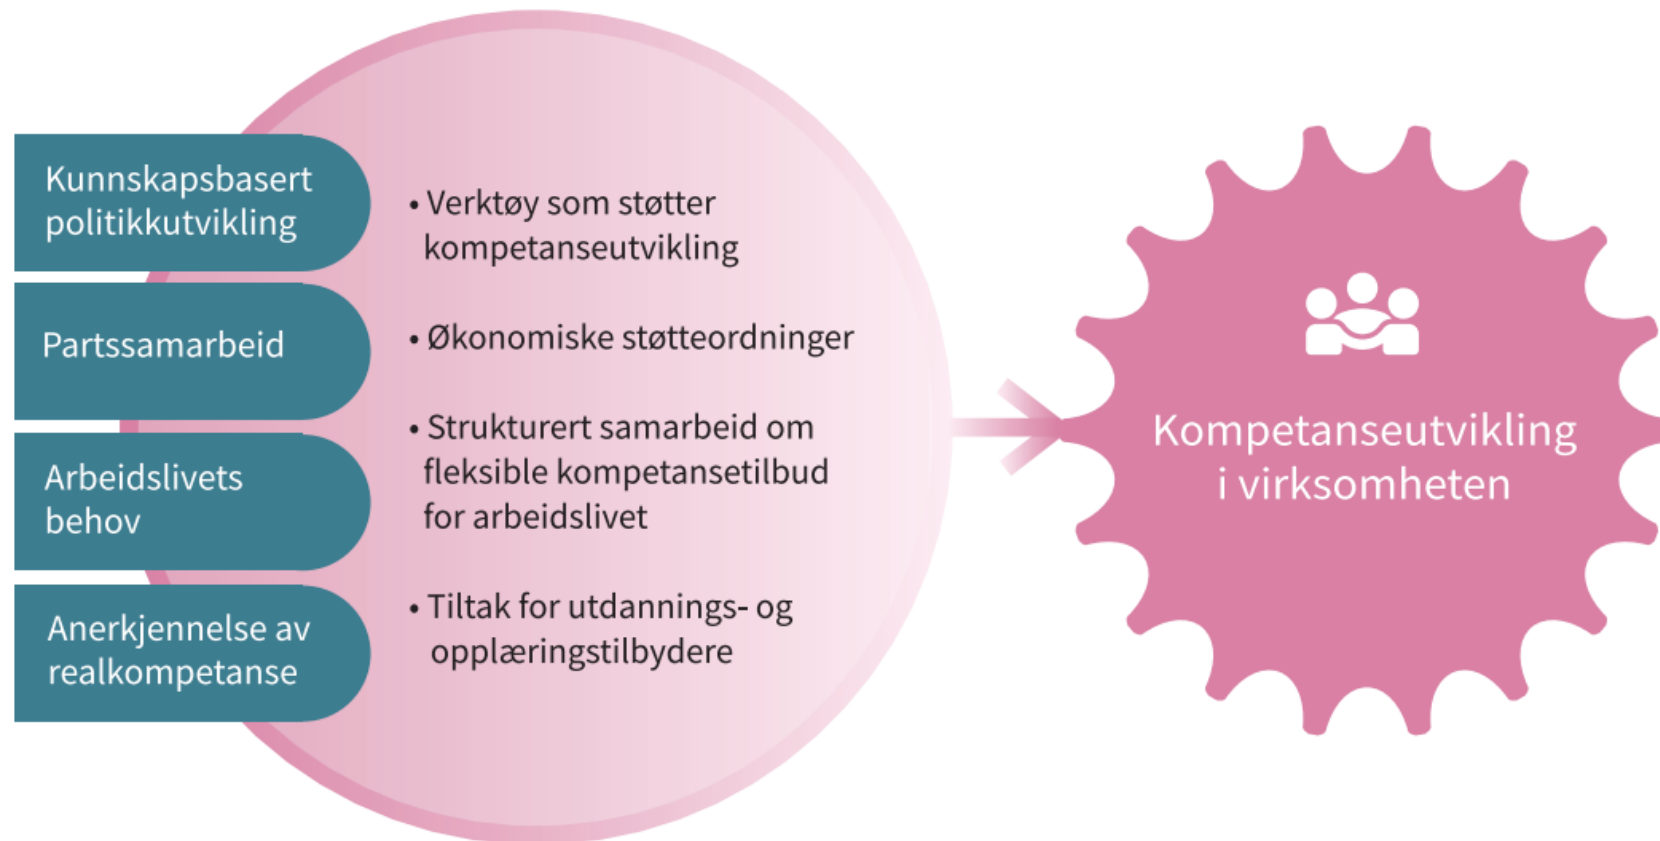 Kunnskapsbasert
politikkutvikling
Partssamarbeid
Arbeidslivets
behov
Anerkjennelse av
realkompetanse
• Verktøy som støtter
kompetanseutvikling
• Økonomiske støtteordninger
• Strukturert samarbeid om
fleksible kompetansetilbud
for arbeidslivet
• Tiltak for utdannings- og
opplæringstilbydere
Kompetanseutvikling
i virksomheten